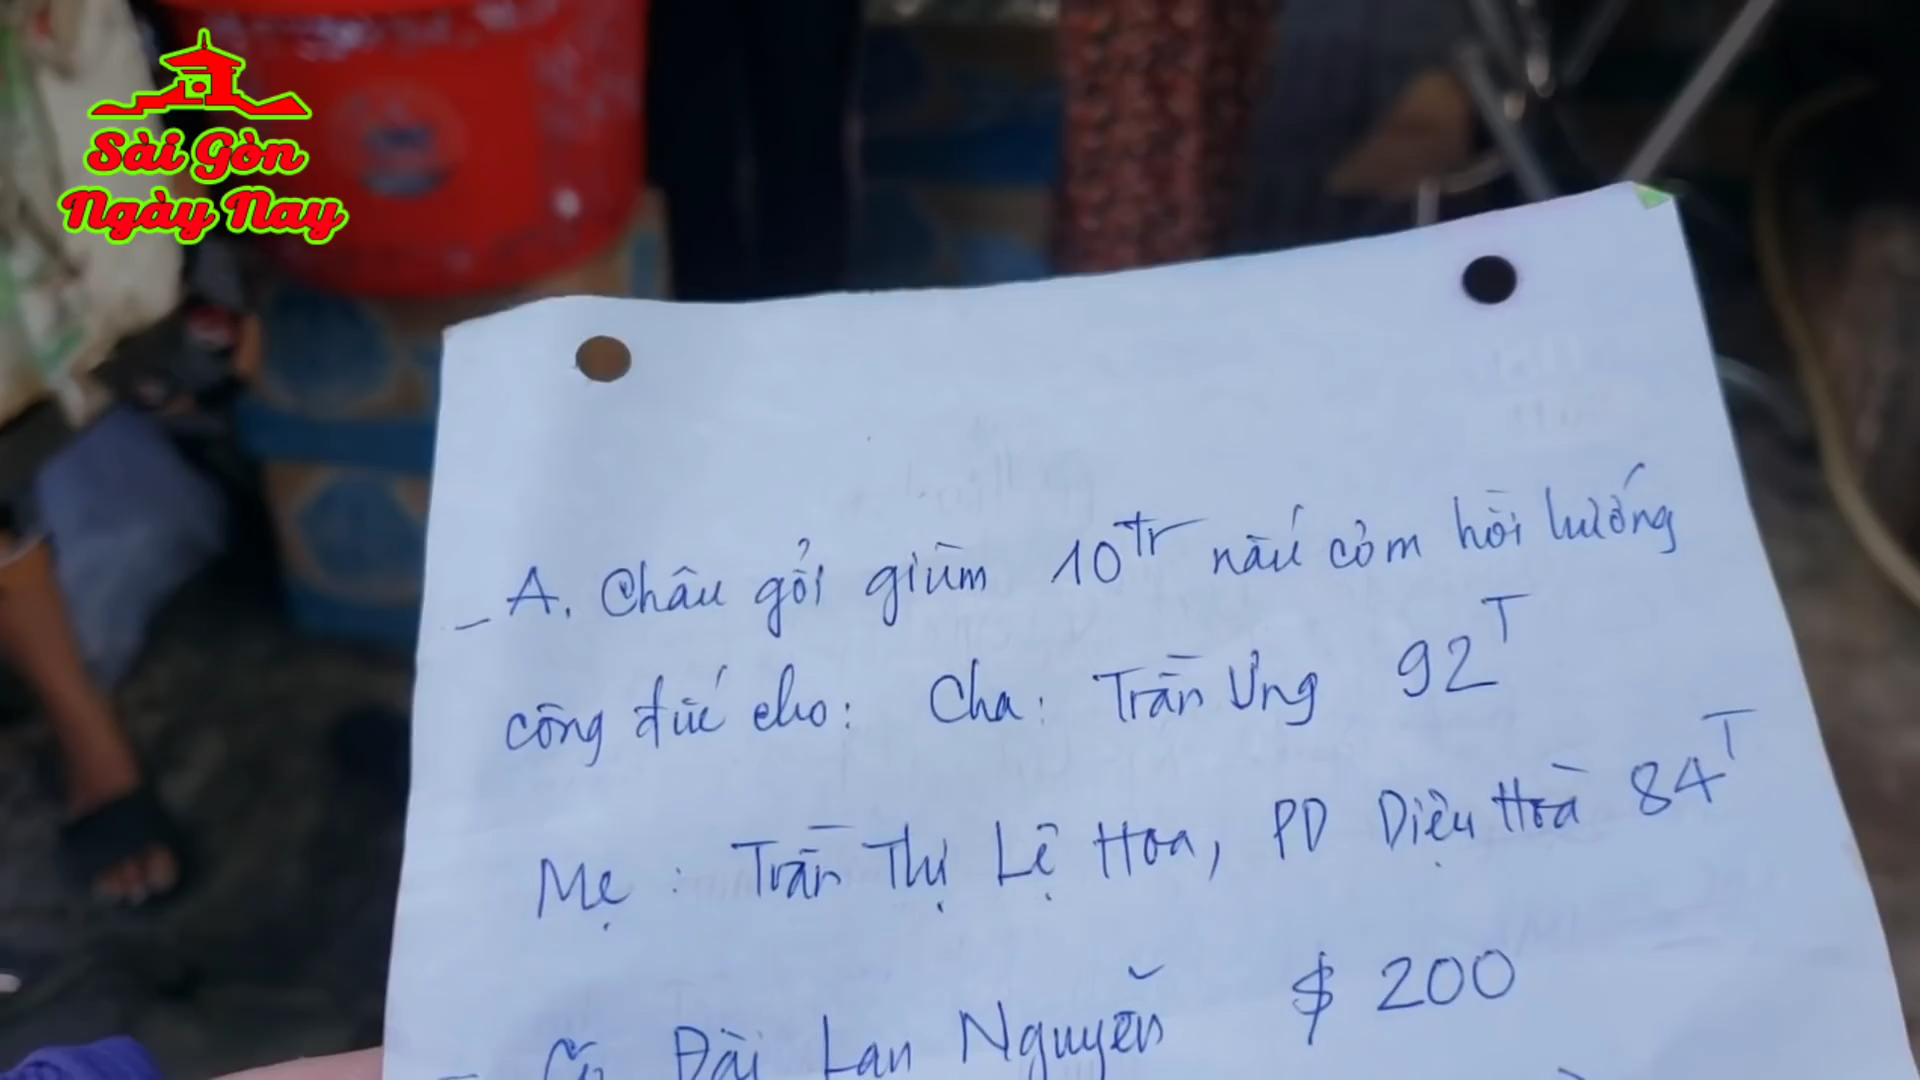 Sài Gòn
Ngày Nay
- A. Châu gởi giùm 10tr nấu cơm hồi hướng
công đức cho: Cha: Trần Ưng 92T
Mẹ: Trần Thị Lệ Hoa, PD Diệu Hoà 84T
- Cô Đài Lan Nguyễn $ 200